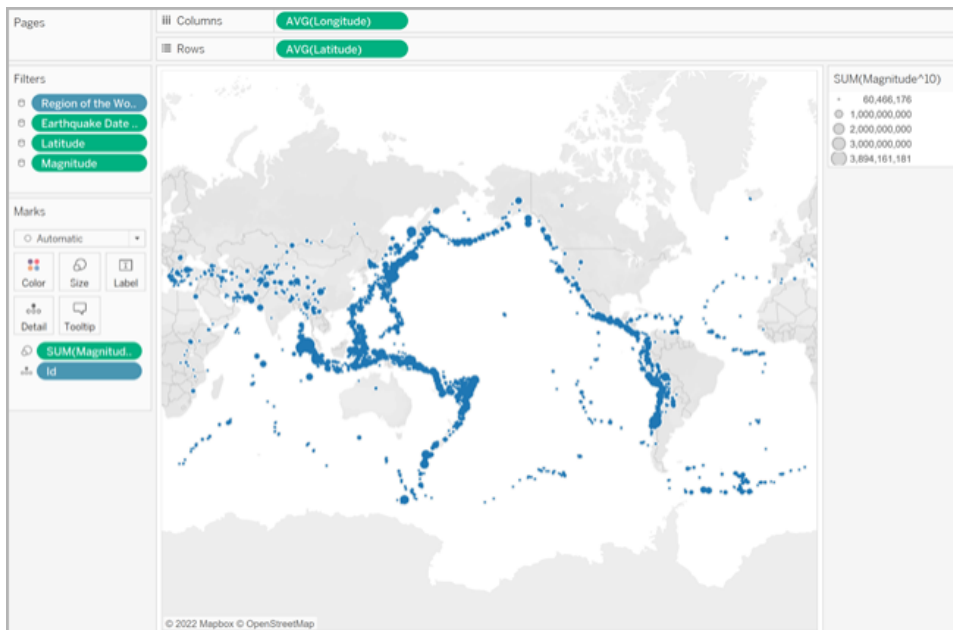 Pages
Columns
AVG(Longitude)
Rows
AVG(Latitude)
Filters
Region of the Wo..
Earthquake Date ..
Latitude
Magnitude
Marks
Automatic
Color
Size
Label
Detail
Tooltip
SUM(Magnitud..
Id
SUM(Magnitude^10)
60,466,176
1,000,000,000
2,000,000,000
3,000,000,000
3,894,161,181
© 2022 Mapbox © OpenStreetMap